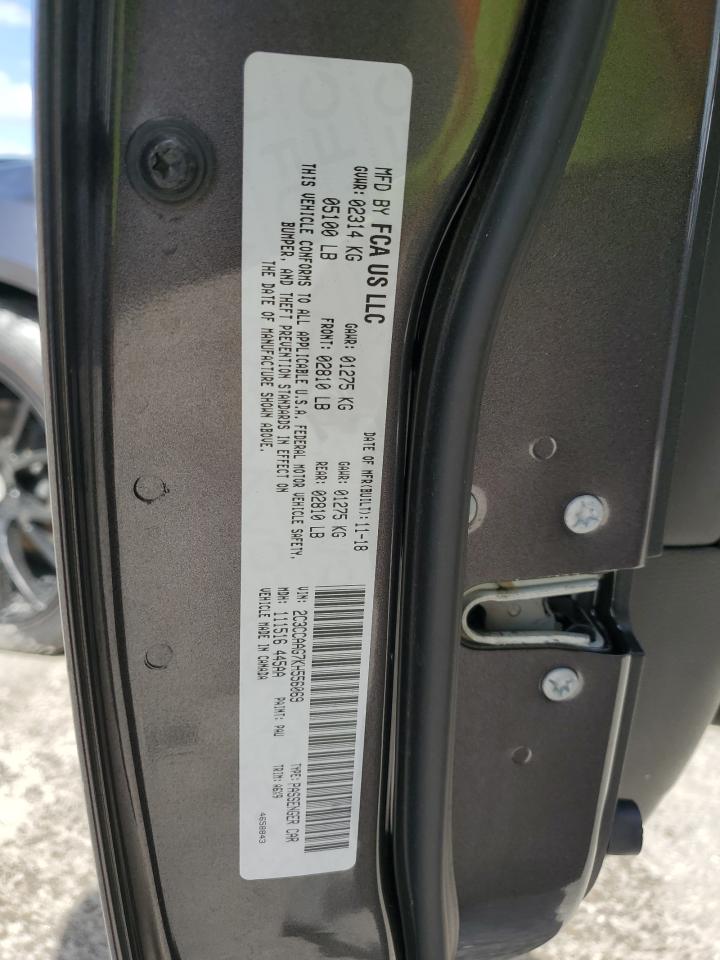 MFD BY FCA US LLC
DATE OF MFR(BUILT): 11-18
GVWR: 02314 KG
GAWR: 01275 KG
GAWR: 01275 KG
05100 LB
FRONT: 02810 LB
REAR: 02810 LB
THIS VEHICLE CONFORMS TO ALL APPLICABLE U.S.A. FEDERAL MOTOR VEHICLE SAFETY,
BUMPER, AND THEFT PREVENTION STANDARDS IN EFFECT ON
THE DATE OF MANUFACTURE SHOWN ABOVE.
VIN: 2C3CCAAG7KH556069
TYPE: PASSENGER CAR
MDH: 111516 445AA
PAINT: PAU
TRIM: A6X9
VEHICLE MADE IN CANADA
4658843